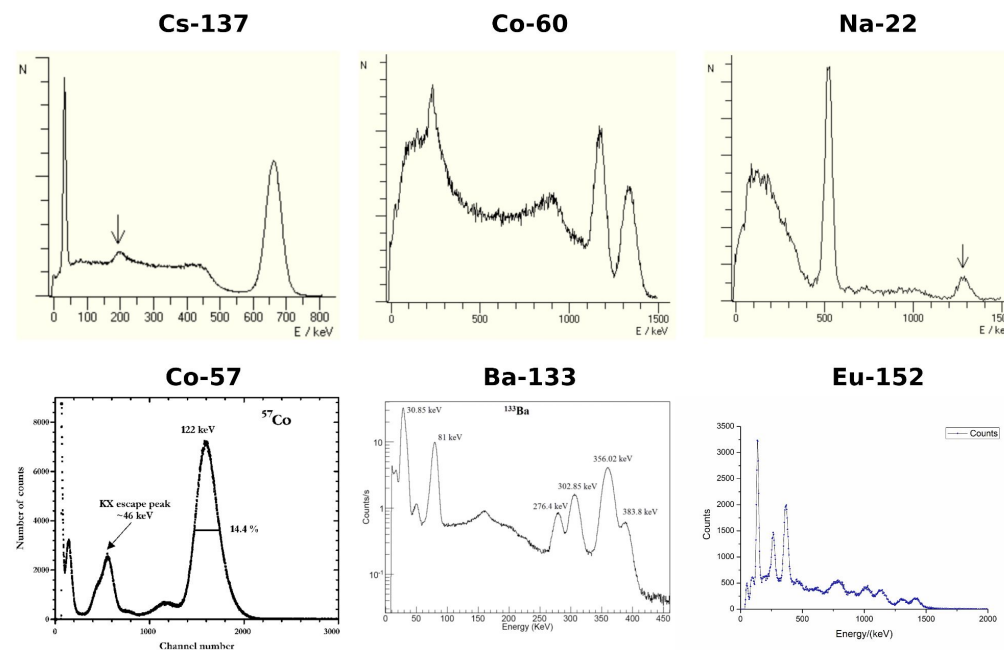 Cs-137
Co-60
Na-22
N
0 100 200 300 400 500 600 700 800
E / keV
N
0 500 1000 1500
E / keV
N
0 500 1000
E / ke
Co-57
Ba-133
Eu-152
57Co
122 keV
KX escape peak
~46 keV
14.4 %
Number of counts
8000
6000
4000
2000
0
0 1000 2000 3000
Channel number
133Ba
30.85 keV
81 keV
356.02 keV
302.85 keV
276.4 keV
383.8 keV
Counts/s
10
1
10-1
0 50 100 150 200 250 300 350 400 450
Energy (KeV)
Counts
3500
3000
2500
2000
1500
1000
500
0
Counts
0 500 1000 1500 2000
Energy/(keV)